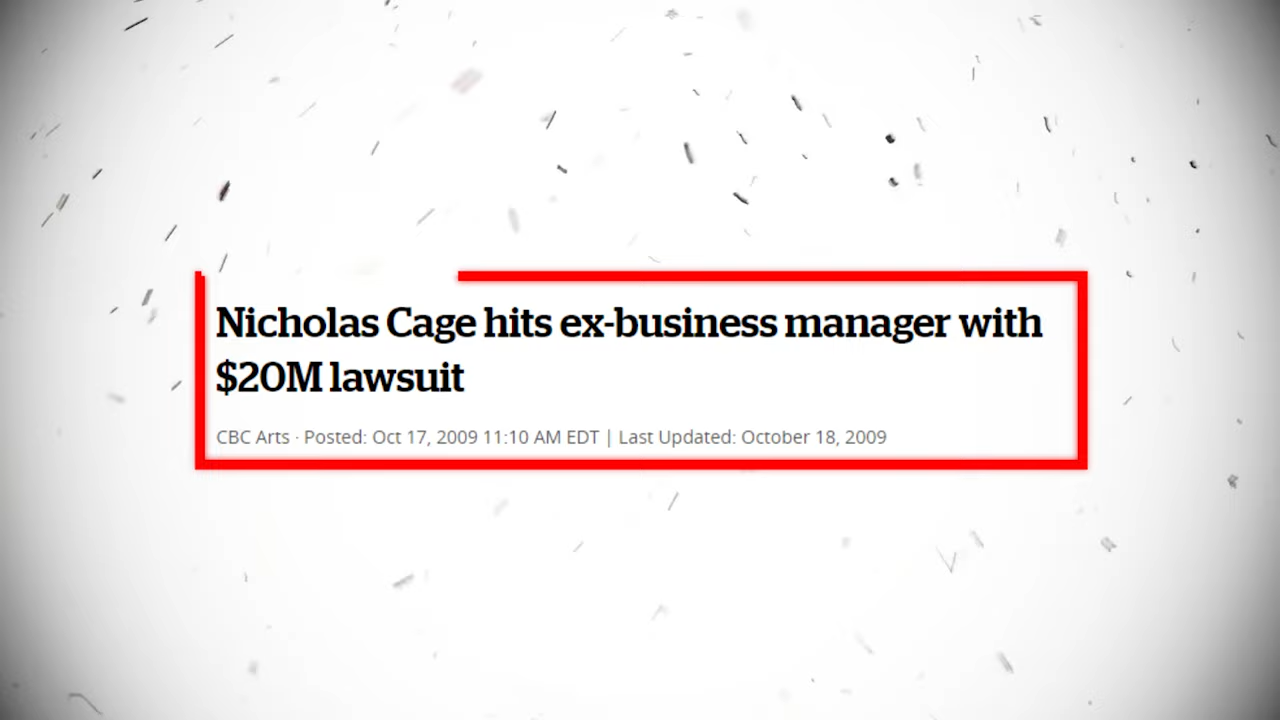 Nicholas Cage hits ex-business manager with
$20M lawsuit
CBC Arts · Posted: Oct 17, 2009 11:10 AM EDT | Last Updated: October 18, 2009